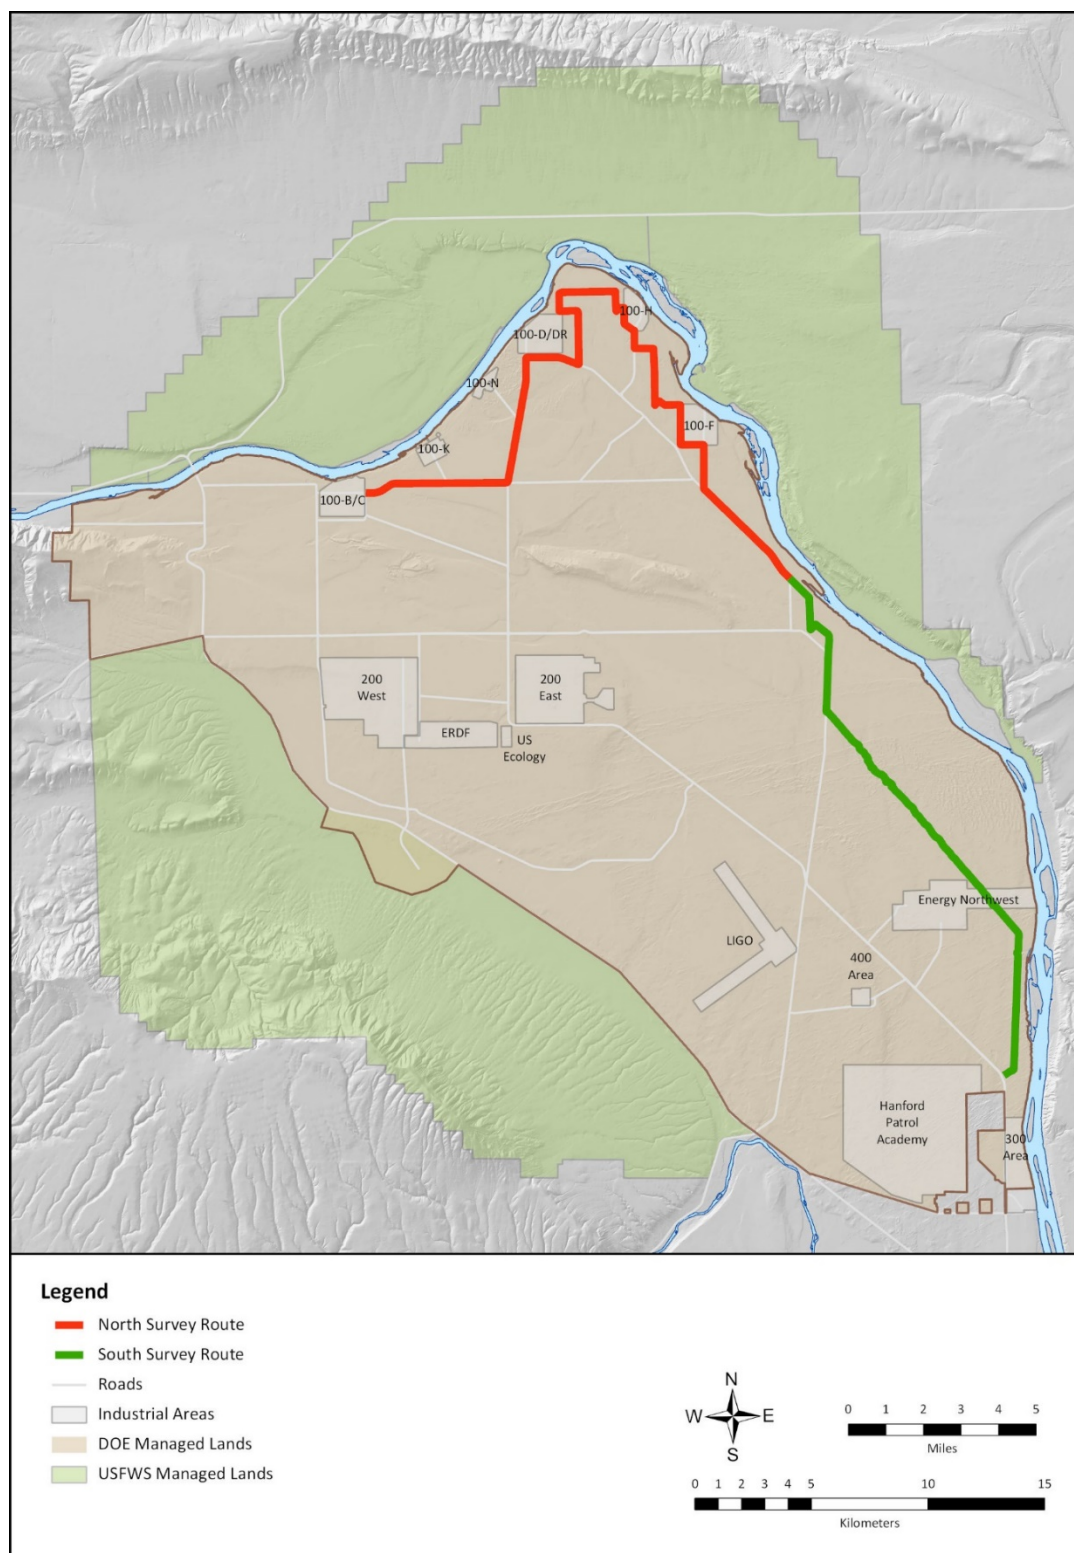 100-H
100-D/DR
100-N
100-F
100-K
100-B/C
200
West
200
East
ERDF
US
Ecology
Energy Northwest
LIGO
400
Area
Hanford
Patrol
Academy
300
Area
Legend
North Survey Route
South Survey Route
Roads
Industrial Areas
DOE Managed Lands
USFWS Managed Lands
N
W E
S
0 1 2 3 4 5
Miles
0 1 2 3 4 5 10 15
Kilometers